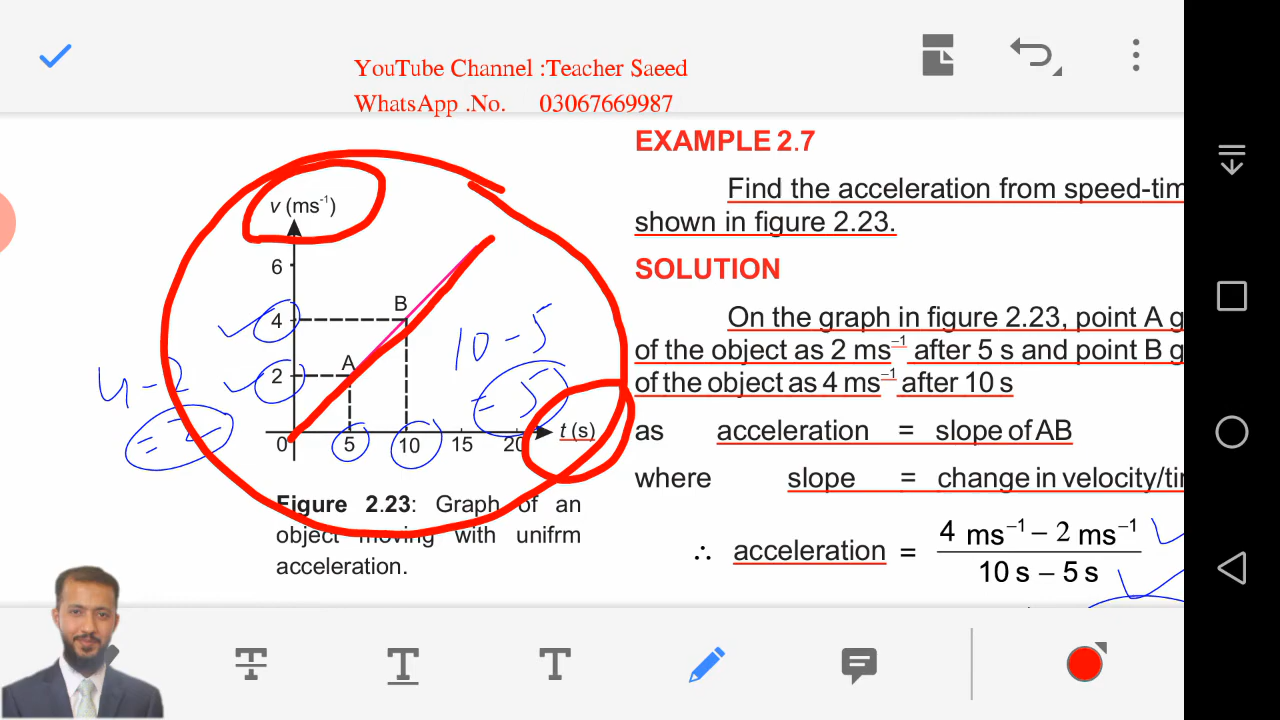 YouTube Channel :Teacher Saeed
WhatsApp .No. 03067669987
v (ms⁻¹)
6
4
2
0
5
10
15
20
t (s)
A
B
4-2
= 2
10-5
= 5
Figure 2.23: Graph of an
object moving with unifrm
acceleration.
EXAMPLE 2.7
Find the acceleration from speed-tim
shown in figure 2.23.
SOLUTION
On the graph in figure 2.23, point A g
of the object as 2 ms⁻¹ after 5 s and point B g
of the object as 4 ms⁻¹ after 10 s
as acceleration = slope of AB
where slope = change in velocity/ti
∴ acceleration = 4 ms⁻¹ – 2 ms⁻¹
10 s – 5 s
T
T
T